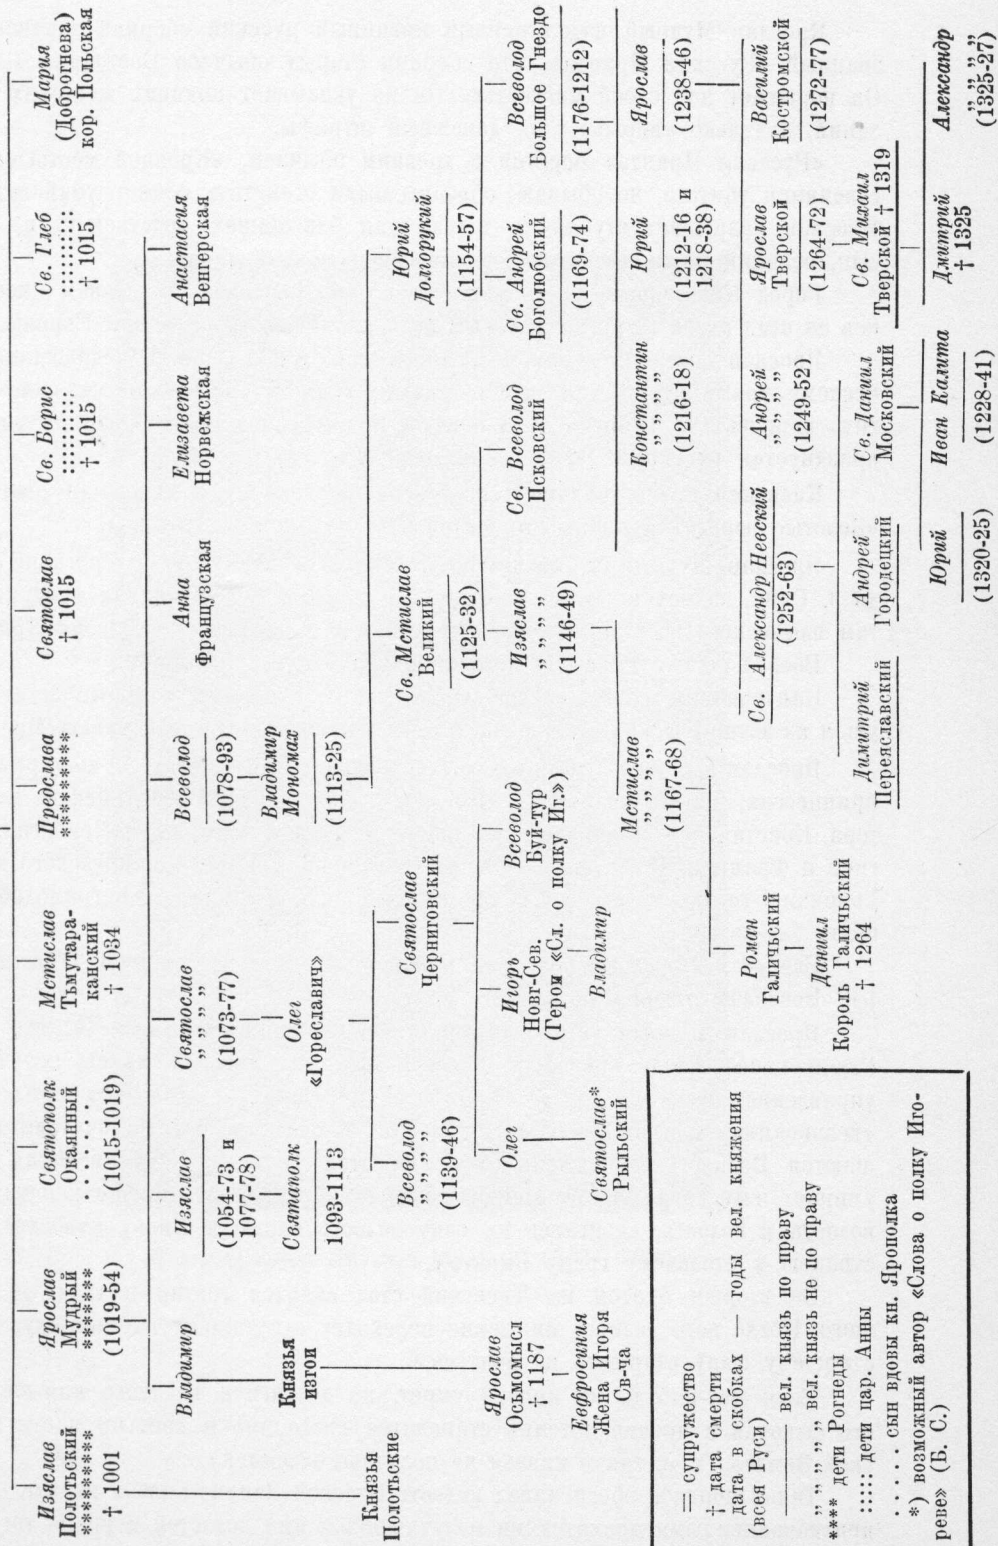 Изяслав
Полотьский
*********
† 1001
Ярослав
Мудрый
********
(1019-54)
Святополк
Окаянный
. . . . . . . .
(1015-1019)
Мстислав
Тьмутара-
канский
† 1034
Предслава
*********
Святослав
† 1015
Св. Борис
::::::::::::
† 1015
Св. Глеб
::::::::::::
† 1015
Мария
(Доброгнева)
кор. Польская
Князья
Полотьские
Владимир
Изяслав
(1054-73 и
1077-78)
Святослав
„ „ „ „
(1073-77)
Всеволод
(1078-93)
Анна
Французская
Елизавета
Норвежская
Анастасия
Венгерская
Князья
изгои
Святаполк
1093-1113
Олег
«Гореславич»
Владимир
Мономах
(1113-25)
Св. Мстислав
Великий
(1125-32)
Юрий
Долгорукий
(1154-57)
Всеволод
„ „ „ „
(1139-46)
Святослав
Черниговский
Изяслав
„ „ „ „
(1146-49)
Св. Всеволод
Псковский
Св. Андрей
Боголюбский
(1169-74)
Всеволод
Большое Гнездо
(1176-1212)
Ярослав
Осмомысл
† 1187
Евфросиния
Жена Игоря
Св-ча
Олег
Святослав*
Рыльский
Игорь
Новг-Сев.
(Герой «Сл. о полку Иг.»)
Владимир
Всеволод
Буй-тур
Мстислав
„ „ „ „ „
(1167-68)
Константин
„ „ „ „
(1216-18)
Юрий
(1212-16 и
1218-38)
Ярослав
(1238-46)
Роман
Галичьский
Даниил
Король Галичьский
† 1264
Св. Александр Невский
(1252-63)
Андрей
„ „ „ „
(1249-52)
Ярослав
Тверской
(1264-72)
Василий
Костромской
(1272-77)
Димитрий
Переяславский
Андрей
Городецкий
Св. Даниил
Московский
Св. Михаил
Тверской † 1319
Юрий
(1320-25)
Иван Калита
(1228-41)
Дмитрий
† 1325
Александр
„ „ „ „
(1325-27)
== супружество
† дата смерти
дата в скобках — годы вел. княжения
(всея Руси)
——— вел. князь по праву
„ „ „ „ „ вел. князь не по праву
**** дети Рогнеды
::::: дети цар. Анны
. . . . сын вдовы кн. Ярополка
*) возможный автор «Слова о полку Иго-
реве» (Б. С.)